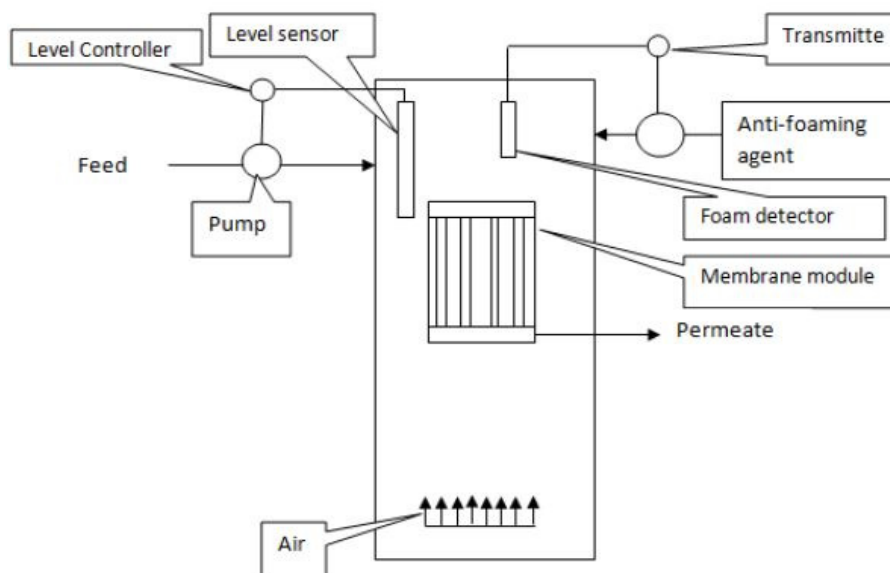 Level Controller
Level sensor
Transmitte
Feed
Pump
Anti-foaming
agent
Foam detector
Membrane module
Permeate
Air